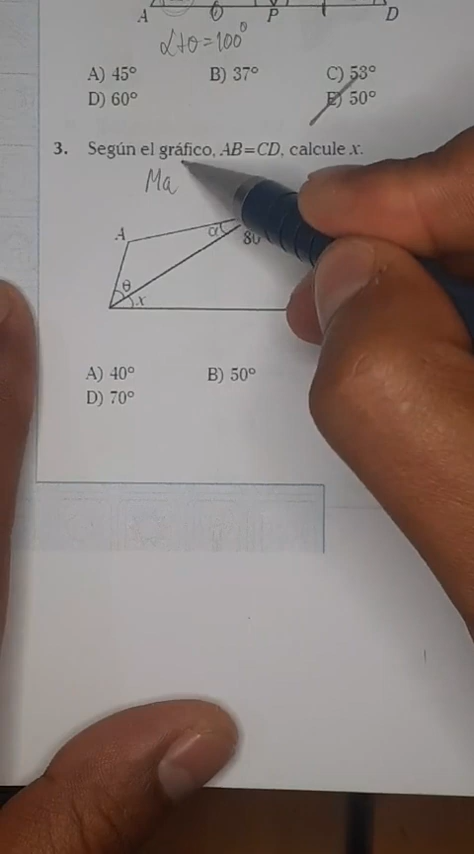 A O P D
α+θ=100°
A) 45° B) 37° C) 53°
D) 60° E) 50°
3. Según el gráfico, AB=CD, calcule x.
Ma
A α 80
θ x
A) 40° B) 50°
D) 70°